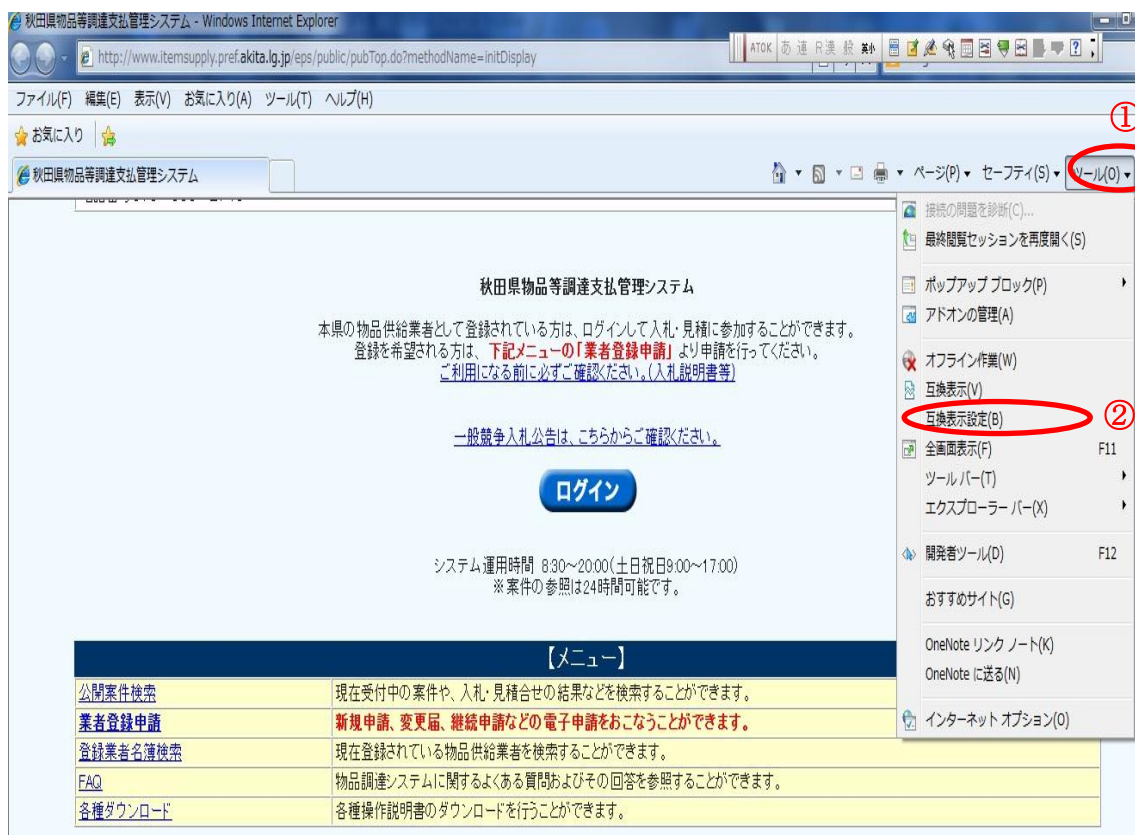 秋田県物品等調達支払管理システム - Windows Internet Explorer
http://www.itemsupply.pref.akita.lg.jp/eps/public/pubTop.do?methodName=initDisplay
ATOK あ 連 R漢 般 英小
ファイル(F) 編集(E) 表示(V) お気に入り(A) ツール(T) ヘルプ(H)
①
お気に入り
秋田県物品等調達支払管理システム
ページ(P) セーフティ(S) ツール(O)
接続の問題を診断(C)...
最終閲覧セッションを再度開く(S)
ポップアップ ブロック(P)
アドオンの管理(A)
オフライン作業(W)
互換表示(V)
互換表示設定(B)
②
全画面表示(F) F11
ツール バー(T)
エクスプローラー バー(X)
開発者ツール(D) F12
おすすめサイト(G)
OneNote リンク ノート(K)
OneNote に送る(N)
インターネット オプション(O)
秋田県物品等調達支払管理システム
本県の物品供給業者として登録されている方は、ログインして入札・見積に参加することができます。
登録を希望される方は、下記メニューの「業者登録申請」より申請を行ってください。
ご利用になる前に必ずご確認ください。(入札説明書等)
一般競争入札公告は、こちらからご確認ください。
ログイン
システム運用時間 8:30～20:00(土日祝日9:00～17:00)
※案件の参照は24時間可能です。
【メニュー】
公開案件検索 現在受付中の案件や、入札・見積合せの結果などを検索することができます。
業者登録申請 新規申請、変更届、継続申請などの電子申請をおこなうことができます。
登録業者名簿検索 現在登録されている物品供給業者を検索することができます。
FAQ 物品調達システムに関するよくある質問およびその回答を参照することができます。
各種ダウンロード 各種操作説明書のダウンロードを行うことができます。